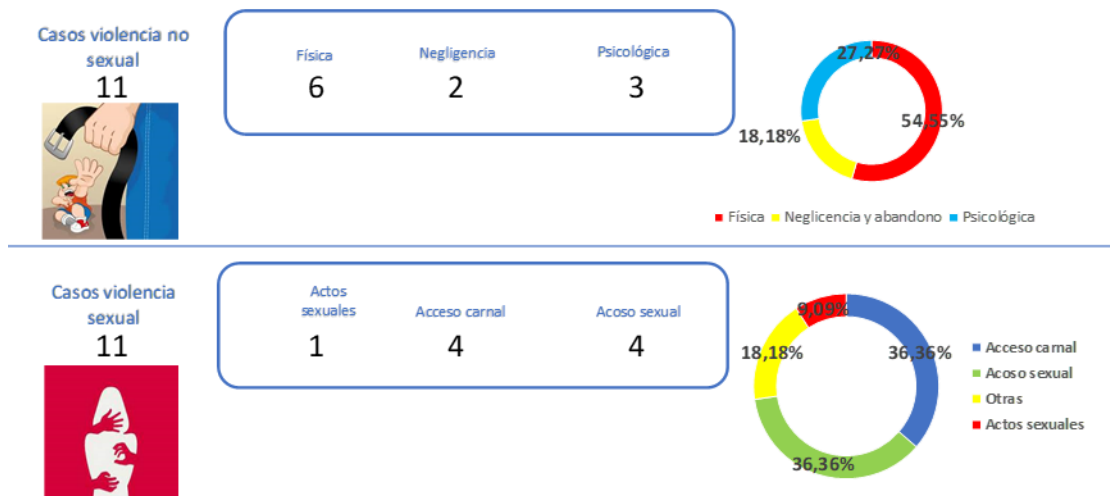 Casos violencia no
sexual
11
Física
6
Negligencia
2
Psicológica
3
27,27%
54,55%
18,18%
Física
Neglicencia y abandono
Psicológica
Casos violencia
sexual
11
Actos
sexuales
1
Acceso carnal
4
Acoso sexual
4
9,09%
18,18%
36,36%
36,36%
Acceso carnal
Acoso sexual
Otras
Actos sexuales